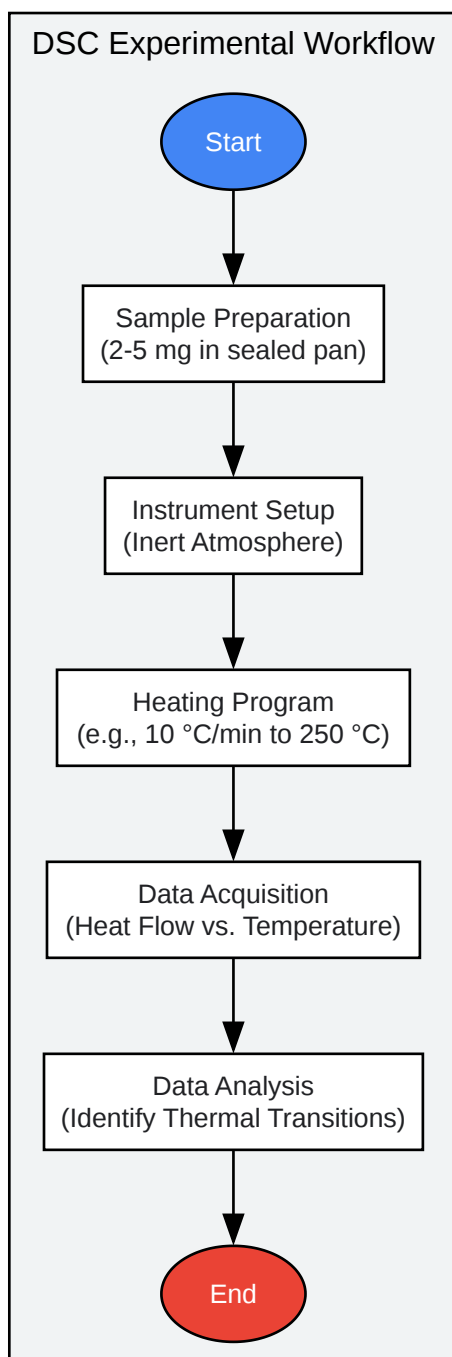 DSC Experimental Workflow
Start
Sample Preparation
(2-5 mg in sealed pan)
Instrument Setup
(Inert Atmosphere)
Heating Program
(e.g., 10 °C/min to 250 °C)
Data Acquisition
(Heat Flow vs. Temperature)
Data Analysis
(Identify Thermal Transitions)
End